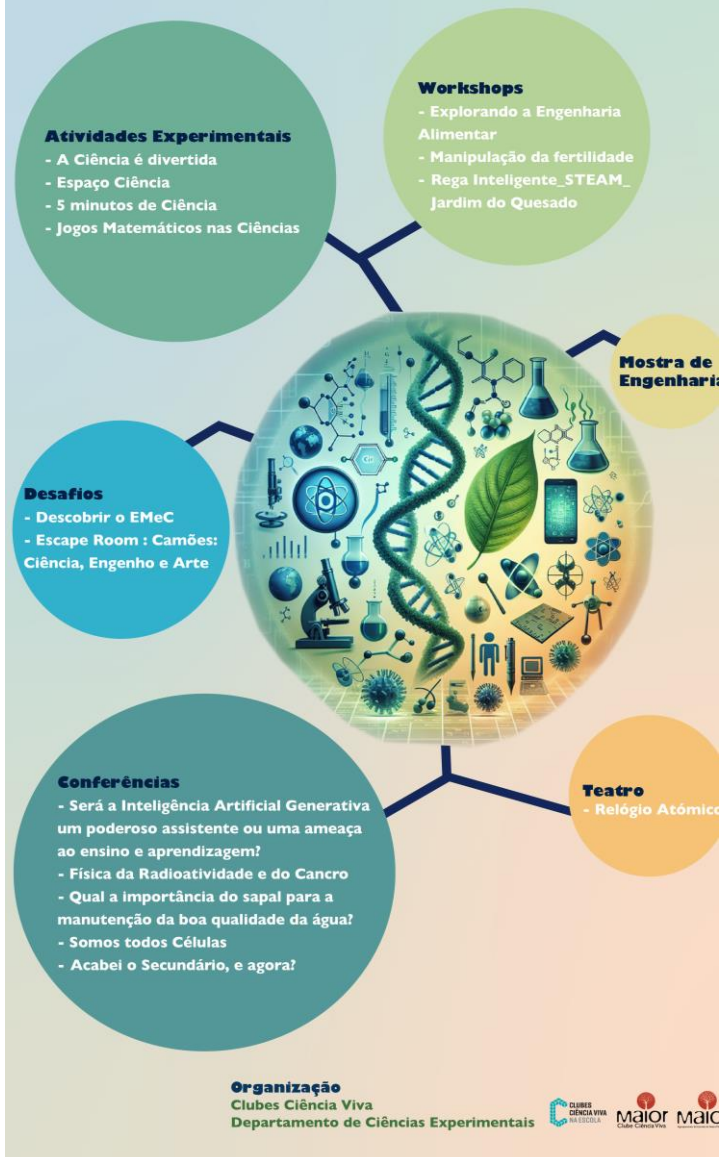 Atividades Experimentais
- A Ciência é divertida
- Espaço Ciência
- 5 minutos de Ciência
- Jogos Matemáticos nas Ciências
Workshops
- Explorando a Engenharia
Alimentar
- Manipulação da fertilidade
- Rega Inteligente_STEAM_
Jardim do Quesado
Mostra de
Engenharia
Desafios
- Descobrir o EMeC
- Escape Room : Camões:
Ciência, Engenho e Arte
Conferências
- Será a Inteligência Artificial Generativa
um poderoso assistente ou uma ameaça
ao ensino e aprendizagem?
- Física da Radioatividade e do Cancro
- Qual a importância do sapal para a
manutenção da boa qualidade da água?
- Somos todos Células
- Acabei o Secundário, e agora?
Teatro
- Relógio Atómico
Organização
Clubes Ciência Viva
Departamento de Ciências Experimentais
CLUBES
CIÊNCIA VIVA
NA ESCOLA
Maior
Clube Ciência Viva
Maior